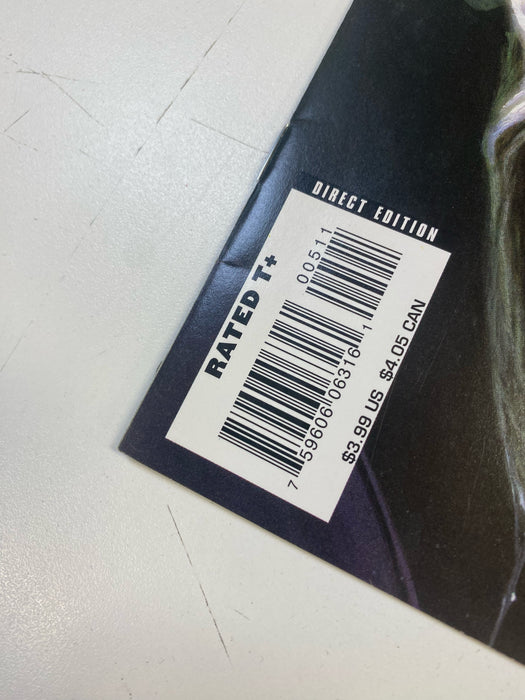 DIRECT EDITION
RATED T+
00511
7 59606 06316 1
$3.99 US $4.05 CAN